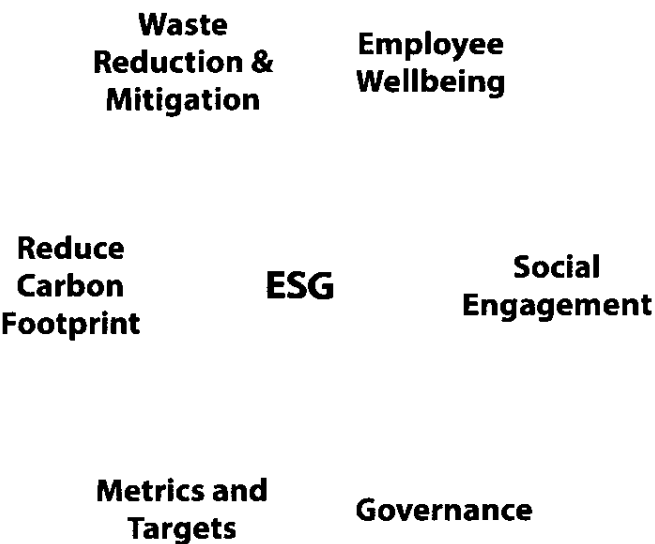 Waste
Reduction &
Mitigation
Employee
Wellbeing
Reduce
Carbon
Footprint
ESG
Social
Engagement
Metrics and
Targets
Governance